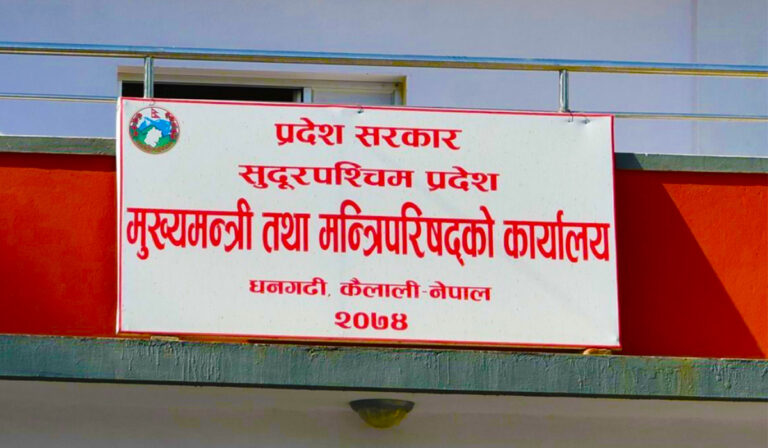 प्रदेश सरकार
सुदूरपश्चिम प्रदेश
मुख्यमन्त्री तथा मन्त्रिपरिषद्को कार्यालय
धनगढी, कैलाली-नेपाल
२०७४